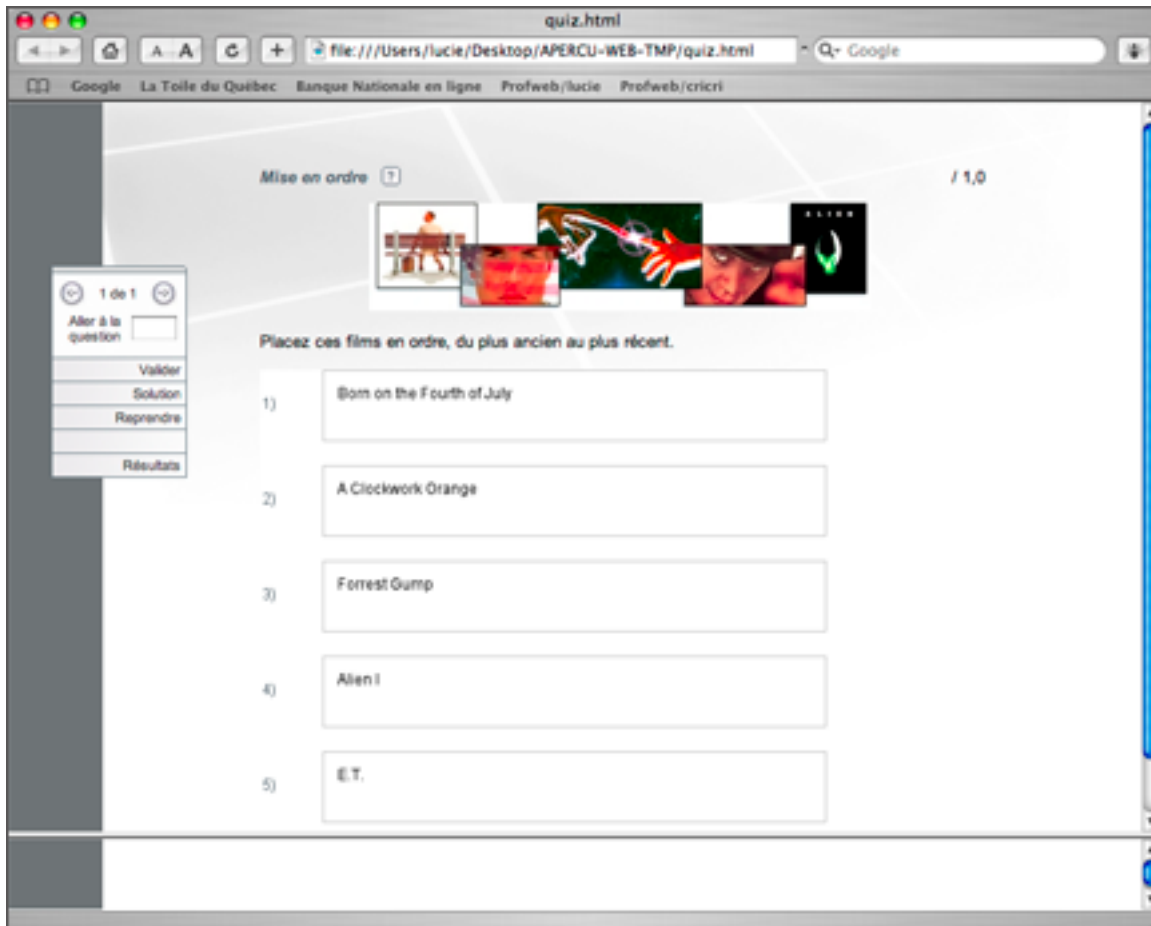 quiz.html
A A
file:///Users/lucie/Desktop/APERCU-WEB-TMP/quiz.html
Google
Google La Toile du Québec Banque Nationale en ligne Profweb/lucie Profweb/cricri
Mise en ordre ? / 1,0
ALIEN
1 de 1
Aller à la
question
Valider
Solution
Reprendre
Résultats
Placez ces films en ordre, du plus ancien au plus récent.
1) Born on the Fourth of July
2) A Clockwork Orange
3) Forrest Gump
4) Alien I
5) E.T.